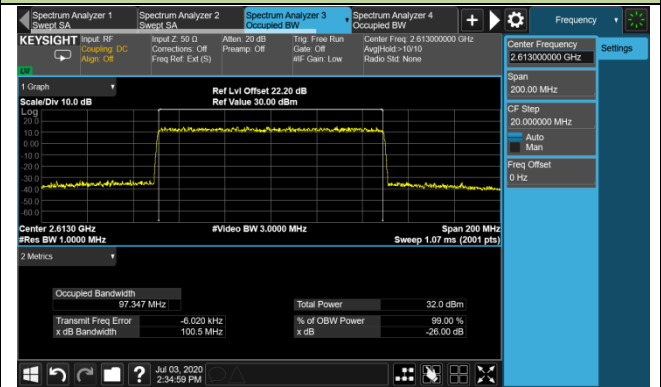 Spectrum Analyzer 1
Swept SA
Spectrum Analyzer 2
Swept SA
Spectrum Analyzer 3
Occupied BW
Spectrum Analyzer 4
Occupied BW
Frequency
KEYSIGHT
Input: RF
Coupling: DC
Align: Off
Input Z: 50 Ω
Corrections: Off
Freq Ref: Ext (S)
Atten: 20 dB
Preamp: Off
Trig: Free Run
Gate: Off
#IF Gain: Low
Center Freq: 2.613000000 GHz
Avg|Hold:>10/10
Radio Std: None
LV
Center Frequency
2.613000000 GHz
Settings
Span
200.00 MHz
CF Step
20.000000 MHz
Auto
Man
Freq Offset
0 Hz
1 Graph
Scale/Div 10.0 dB
Ref Lvl Offset 22.20 dB
Ref Value 30.00 dBm
Log
20.0
10.0
0.00
-10.0
-20.0
-30.0
-40.0
-50.0
-60.0
Center 2.6130 GHz
#Video BW 3.0000 MHz
Span 200 MHz
#Res BW 1.0000 MHz
Sweep 1.07 ms (2001 pts)
2 Metrics
Occupied Bandwidth
97.347 MHz
Total Power
32.0 dBm
Transmit Freq Error
-6.020 kHz
% of OBW Power
99.00 %
x dB Bandwidth
100.5 MHz
x dB
-26.00 dB
?
Jul 03, 2020
2:34:59 PM